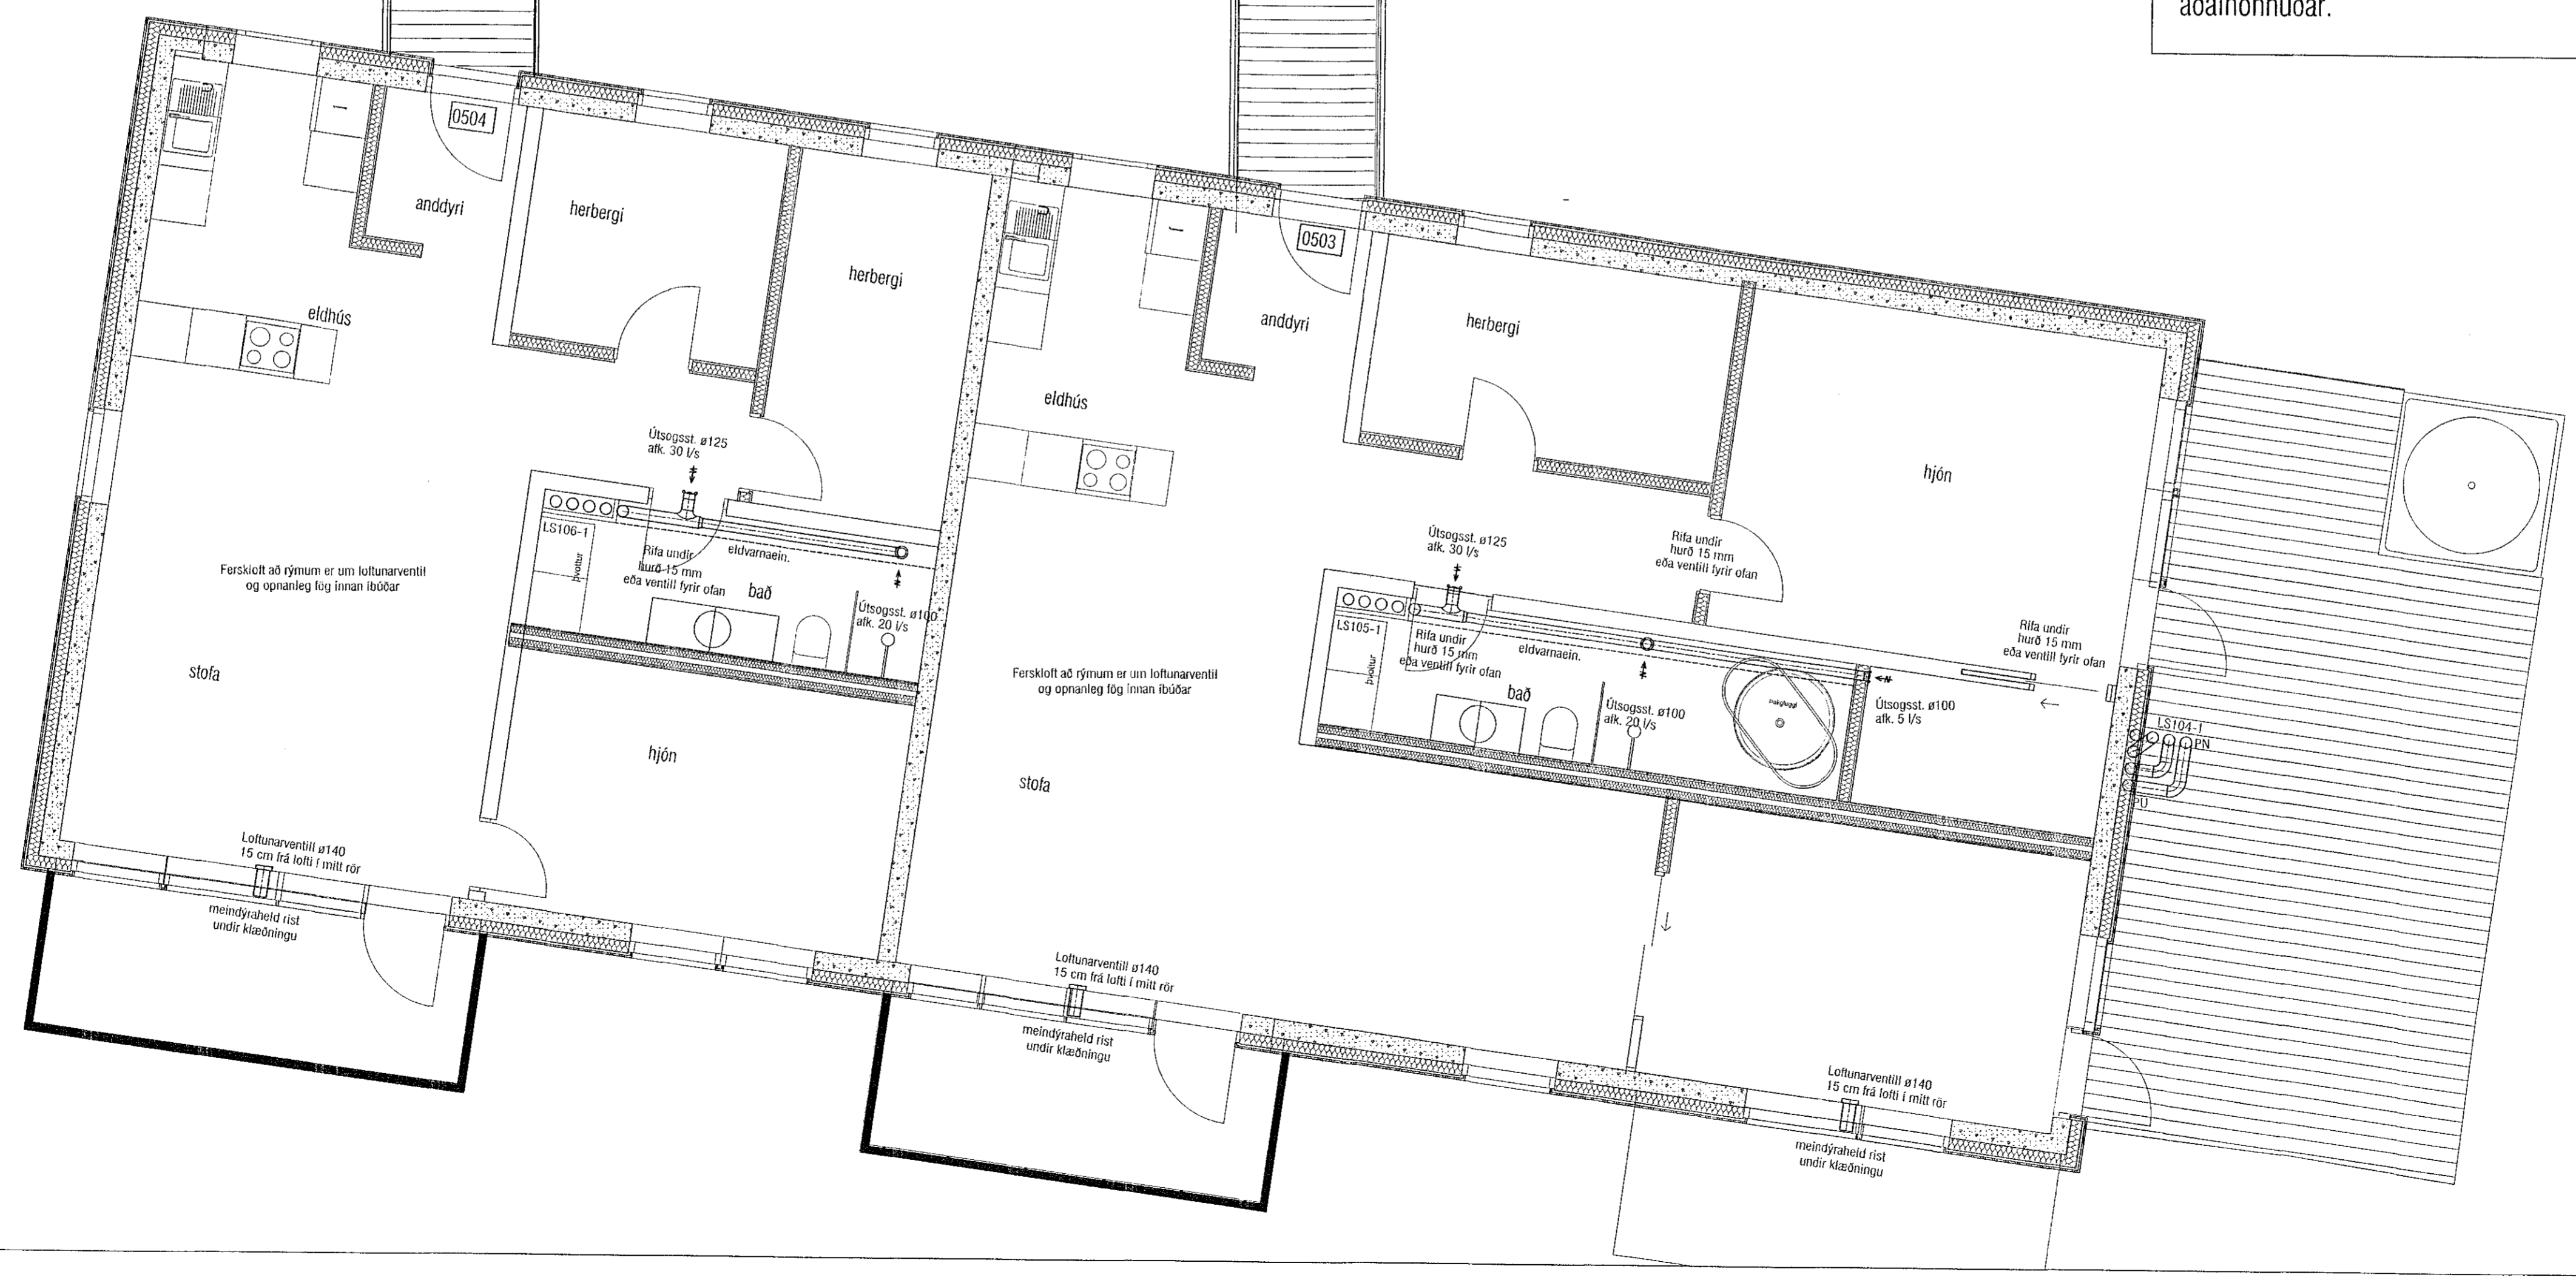 aðalhönnuðar.
0504
anddyri
herbergi
herbergi
eldhús
Útsogsst. ø125
afk. 30 l/s
LS106-1
þvottur
Rifa undir
hurð 15 mm
eða ventill fyrir ofan
eldvarnaein.
bað
Útsogsst. ø100
afk. 20 l/s
Ferskloft að rýmum er um loftunarventil
og opnanleg fög innan íbúðar
stofa
hjón
Loftunarventill ø140
15 cm frá lofti í mitt rör
meindýraheld rist
undir klæðningu
0503
anddyri
herbergi
eldhús
hjón
Útsogsst. ø125
afk. 30 l/s
Rifa undir
hurð 15 mm
eða ventill fyrir ofan
LS105-1
þvottur
Rifa undir
hurð 15 mm
eða ventill fyrir ofan
eldvarnaein.
bað
Útsogsst. ø100
afk. 20 l/s
Útsogsst. ø100
afk. 5 l/s
Rifa undir
hurð 15 mm
eða ventill fyrir ofan
LS104-1
PN
PU
Ferskloft að rýmum er um loftunarventil
og opnanleg fög innan íbúðar
stofa
Loftunarventill ø140
15 cm frá lofti í mitt rör
meindýraheld rist
undir klæðningu
Loftunarventill ø140
15 cm frá lofti í mitt rör
meindýraheld rist
undir klæðningu